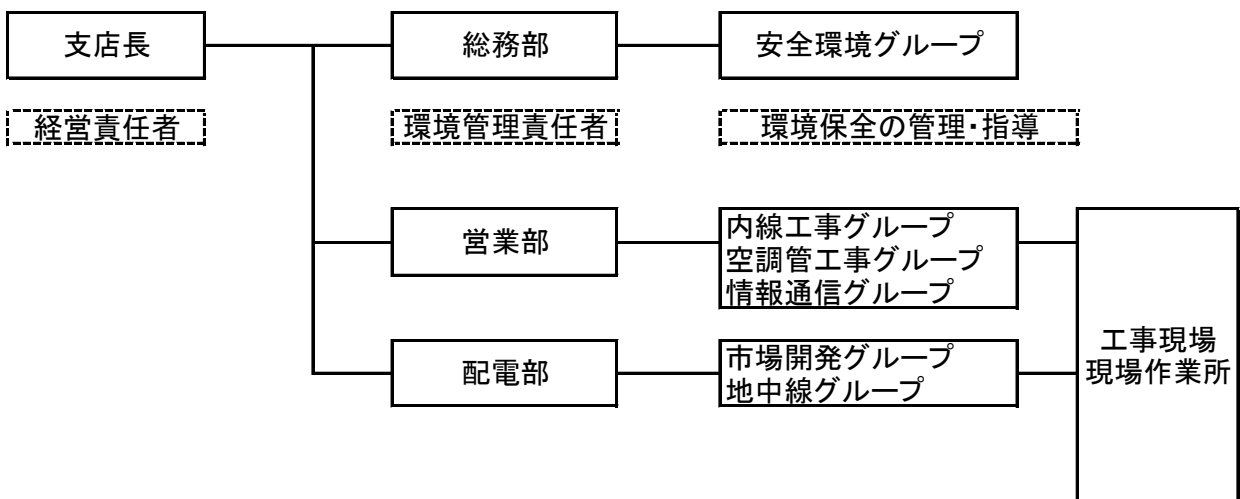 支店長
総務部
安全環境グループ
経営責任者
環境管理責任者
環境保全の管理・指導
営業部
内線工事グループ
空調管工事グループ
情報通信グループ
配電部
市場開発グループ
地中線グループ
工事現場
現場作業所